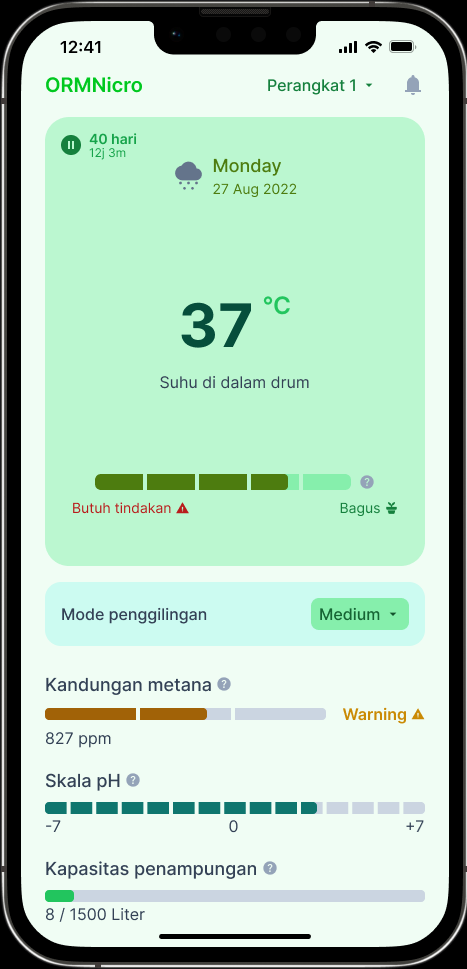 12:41
ORMNicro
Perangkat 1
40 hari
12j 3m
Monday
27 Aug 2022
37 °C
Suhu di dalam drum
Butuh tindakan
Bagus
Mode penggilingan
Medium
Kandungan metana
Warning
827 ppm
Skala pH
-7 0 +7
Kapasitas penampungan
8 / 1500 Liter